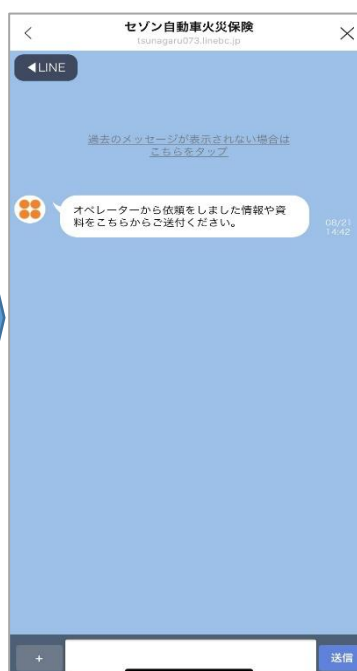 セゾン自動車火災保険
tsunagaru073.linebc.jp
◀LINE
過去のメッセージが表示されない場合は
こちらをタップ
オペレーターから依頼をしました情報や資
料をこちらからご送付ください。
08/21
14:42
+
送信